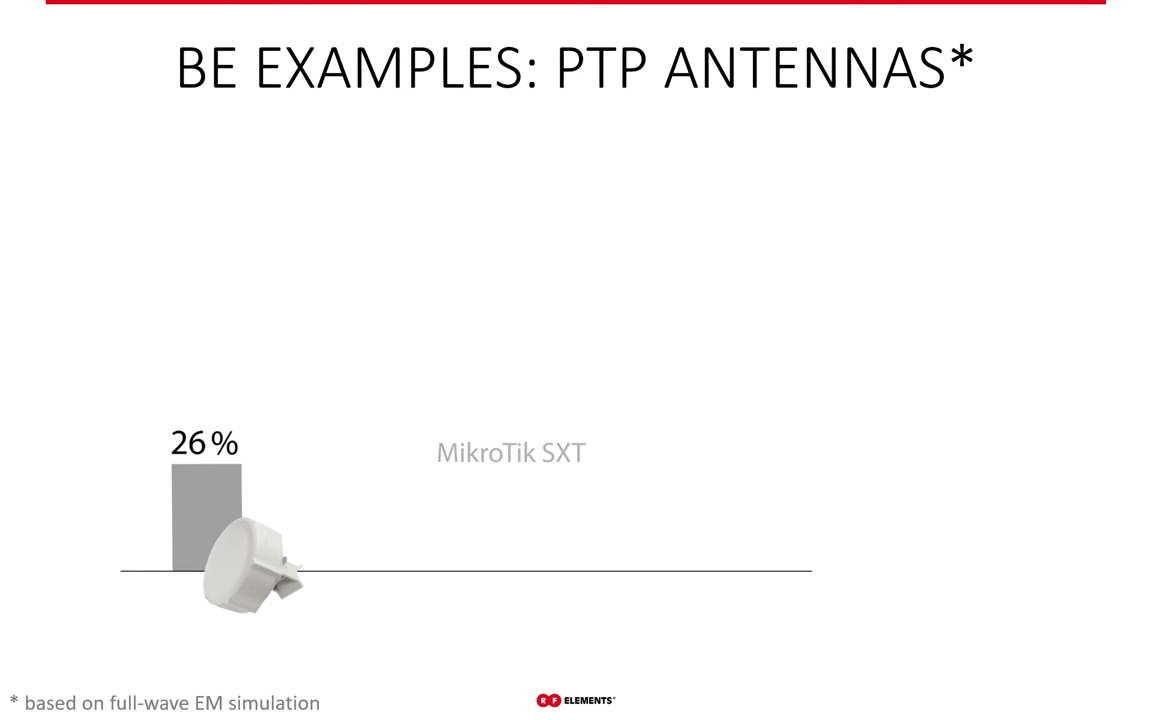 BE EXAMPLES: PTP ANTENNAS*
26 %
MikroTik SXT
* based on full-wave EM simulation
RF ELEMENTS®